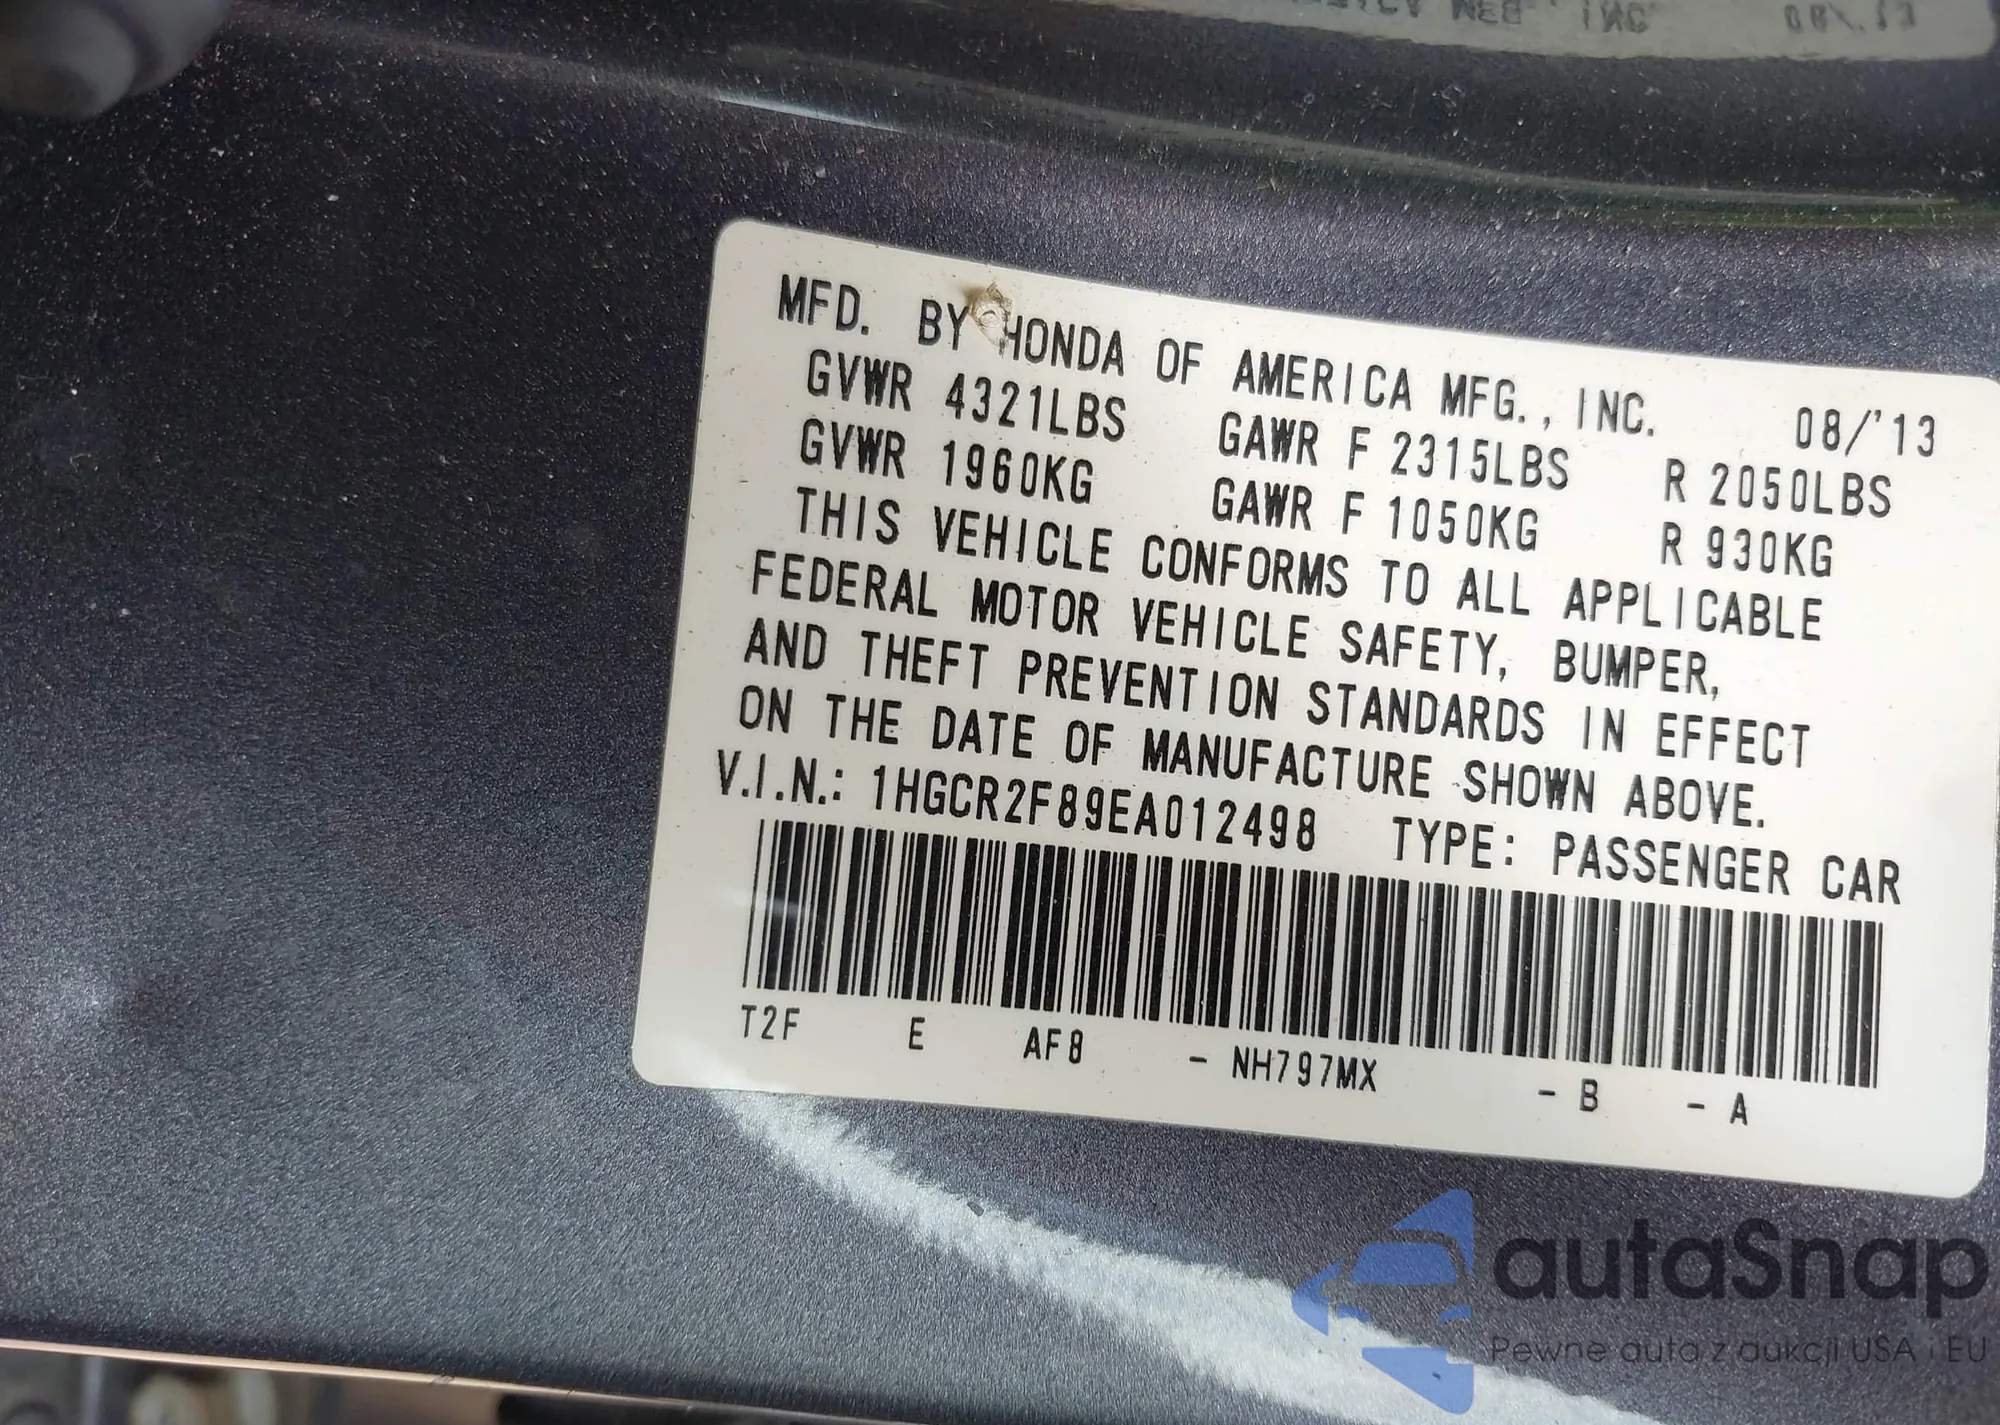 MFD. BY HONDA OF AMERICA MFG., INC. 08/'13
GVWR 4321LBS GAWR F 2315LBS R 2050LBS
GVWR 1960KG GAWR F 1050KG R 930KG
THIS VEHICLE CONFORMS TO ALL APPLICABLE
FEDERAL MOTOR VEHICLE SAFETY, BUMPER,
AND THEFT PREVENTION STANDARDS IN EFFECT
ON THE DATE OF MANUFACTURE SHOWN ABOVE.
V.I.N.: 1HGCR2F89EA012498 TYPE: PASSENGER CAR
T2F E AF8 - NH797MX - B - A
autaSnap
Pewne auta z aukcji USA i EU